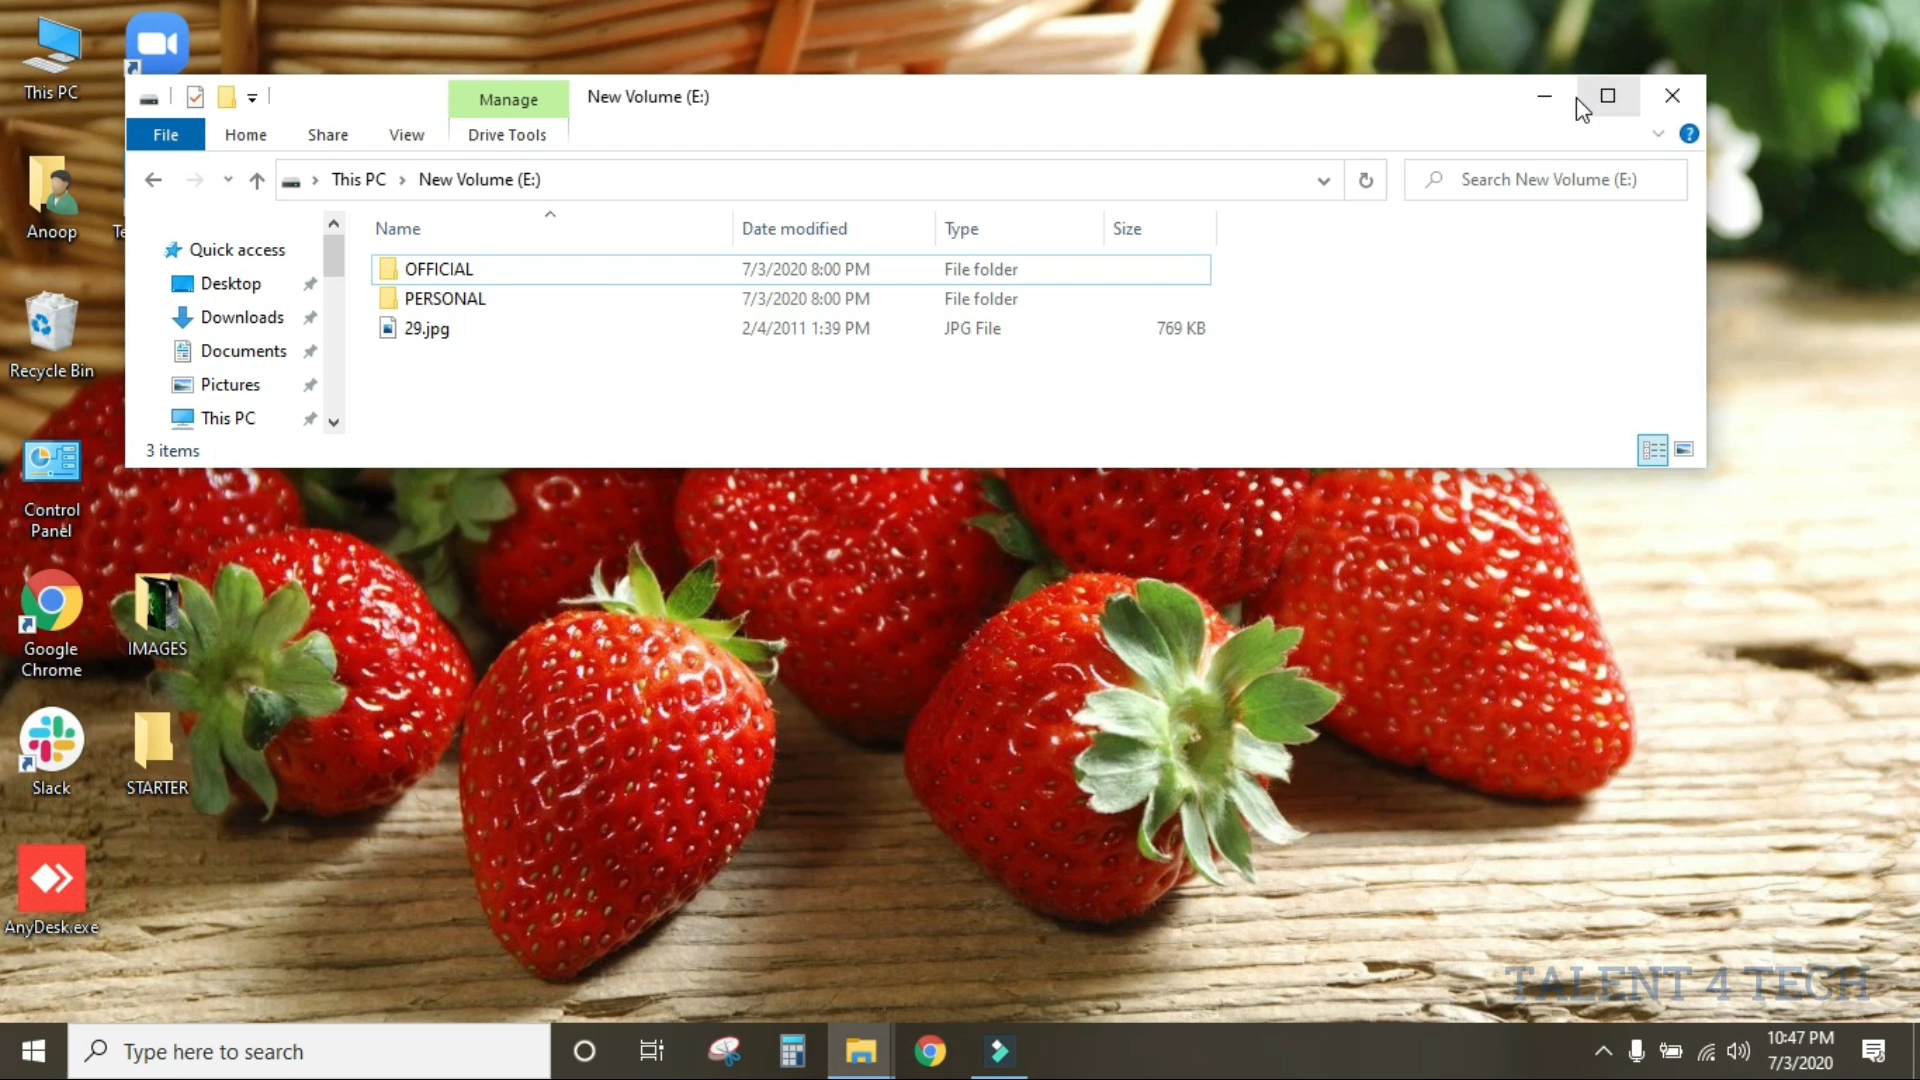 This PC
Manage
New Volume (E:)
File
Home
Share
View
Drive Tools
This PC
New Volume (E:)
Search New Volume (E:)
Anoop
Te
Name
Date modified
Type
Size
Quick access
OFFICIAL
7/3/2020 8:00 PM
File folder
Desktop
PERSONAL
7/3/2020 8:00 PM
File folder
Downloads
29.jpg
2/4/2011 1:39 PM
JPG File
769 KB
Documents
Pictures
This PC
3 items
Recycle Bin
Control
Panel
Google
Chrome
IMAGES
Slack
STARTER
AnyDesk.exe
TALENT 4 TECH
Type here to search
10:47 PM
7/3/2020